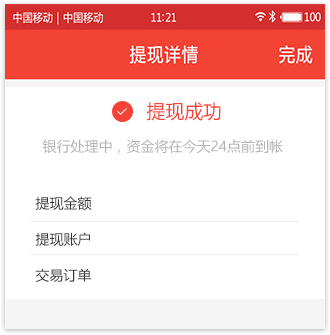 中国移动 | 中国移动 11:21 100
提现详情 完成
提现成功
银行处理中，资金将在今天24点前到帐
提现金额
提现账户
交易订单